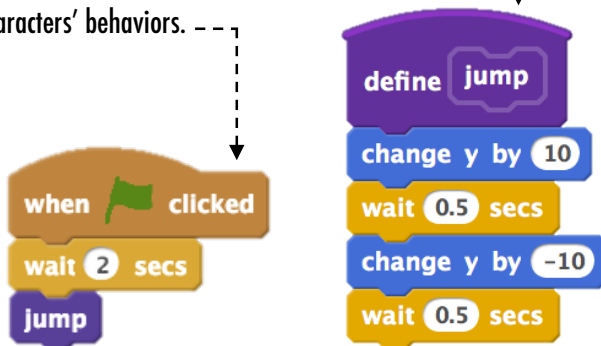 aracters' behaviors.
when clicked
wait 2 secs
jump
define jump
change y by 10
wait 0.5 secs
change y by -10
wait 0.5 secs